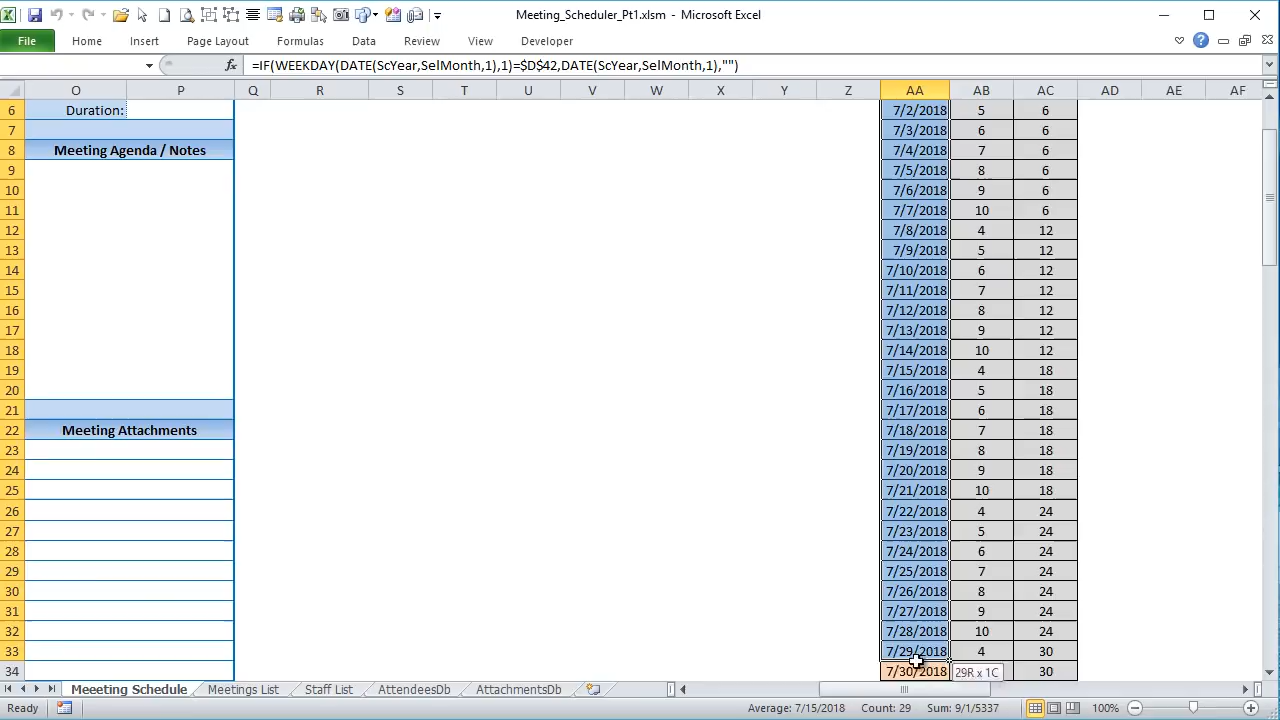 Meeting_Scheduler_Pt1.xlsm - Microsoft Excel
File Home Insert Page Layout Formulas Data Review View Developer
fx =IF(WEEKDAY(DATE(ScYear,SelMonth,1),1)=$D$42,DATE(ScYear,SelMonth,1),"")
O P Q R S T U V W X Y Z AA AB AC AD AE AF
6 Duration: 7/2/2018 5 6
7 7/3/2018 6 6
8 Meeting Agenda / Notes 7/4/2018 7 6
9 7/5/2018 8 6
10 7/6/2018 9 6
11 7/7/2018 10 6
12 7/8/2018 4 12
13 7/9/2018 5 12
14 7/10/2018 6 12
15 7/11/2018 7 12
16 7/12/2018 8 12
17 7/13/2018 9 12
18 7/14/2018 10 12
19 7/15/2018 4 18
20 7/16/2018 5 18
21 7/17/2018 6 18
22 Meeting Attachments 7/18/2018 7 18
23 7/19/2018 8 18
24 7/20/2018 9 18
25 7/21/2018 10 18
26 7/22/2018 4 24
27 7/23/2018 5 24
28 7/24/2018 6 24
29 7/25/2018 7 24
30 7/26/2018 8 24
31 7/27/2018 9 24
32 7/28/2018 10 24
33 7/29/2018 4 30
34 7/30/2018 29R x 1C 30
Meeeting Schedule Meetings List Staff List AttendeesDb AttachmentsDb
Ready Average: 7/15/2018 Count: 29 Sum: 9/1/5337 100%